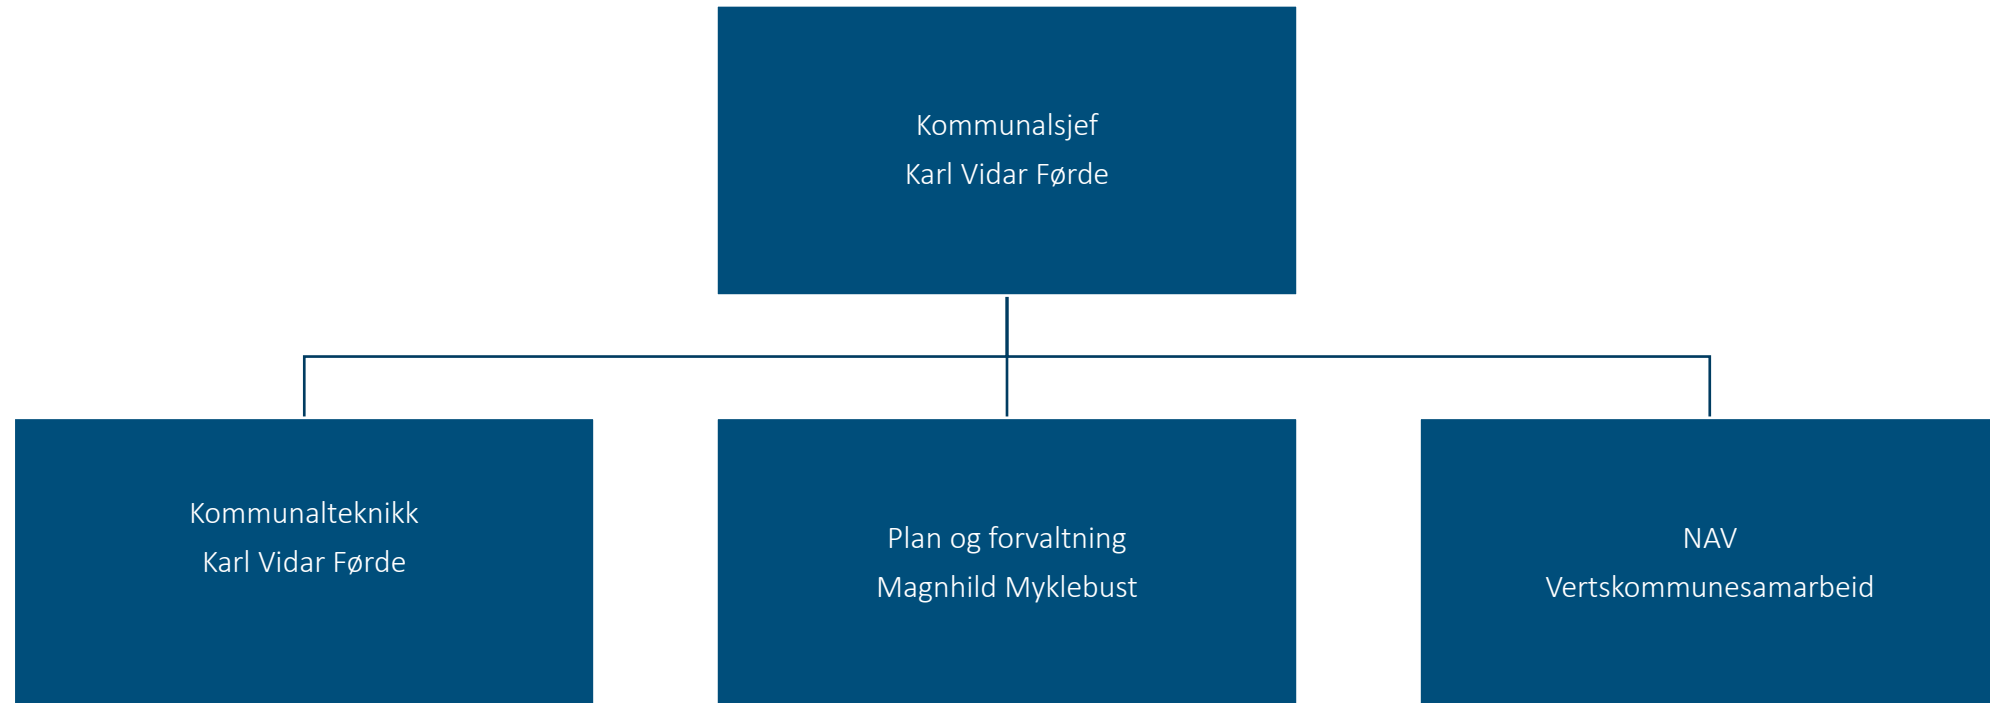 Kommunalsjef
Karl Vidar Førde
Kommunalteknikk
Karl Vidar Førde
Plan og forvaltning
Magnhild Myklebust
NAV
Vertskommunesamarbeid